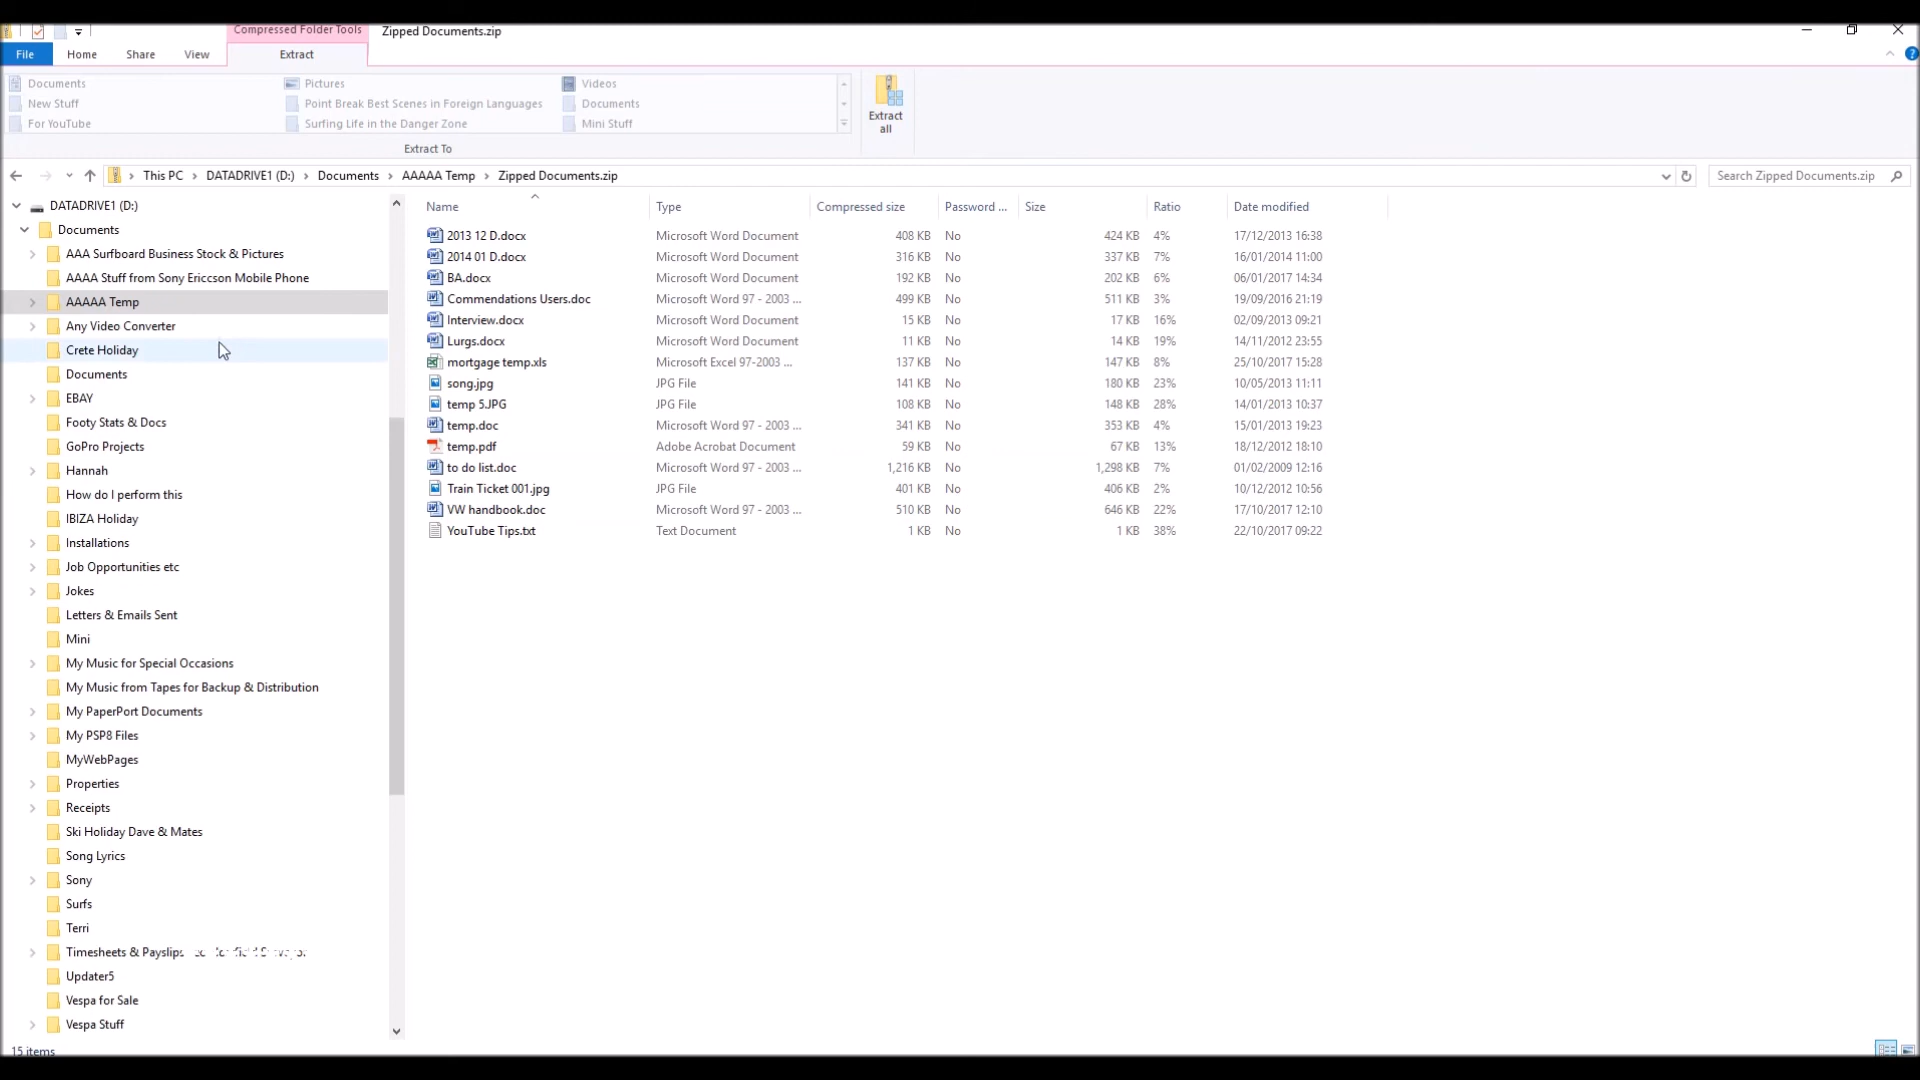 Compressed Folder Tools
Zipped Documents.zip
File
Home
Share
View
Extract
Documents
Pictures
Videos
New Stuff
Point Break Best Scenes in Foreign Languages
Documents
For YouTube
Surfing Life in the Danger Zone
Mini Stuff
Extract all
Extract To
This PC > DATADRIVE1 (D:) > Documents > AAAAA Temp > Zipped Documents.zip
Search Zipped Documents.zip
DATADRIVE1 (D:)
Documents
AAA Surfboard Business Stock & Pictures
AAAA Stuff from Sony Ericcson Mobile Phone
AAAAA Temp
Any Video Converter
Crete Holiday
Documents
EBAY
Footy Stats & Docs
GoPro Projects
Hannah
How do I perform this
IBIZA Holiday
Installations
Job Opportunities etc
Jokes
Letters & Emails Sent
Mini
My Music for Special Occasions
My Music from Tapes for Backup & Distribution
My PaperPort Documents
My PSP8 Files
MyWebPages
Properties
Receipts
Ski Holiday Dave & Mates
Song Lyrics
Sony
Surfs
Terri
Timesheets & Payslips
Updater5
Vespa for Sale
Vespa Stuff
Name Type Compressed size Password ... Size Ratio Date modified
2013 12 D.docx Microsoft Word Document 408 KB No 424 KB 4% 17/12/2013 16:38
2014 01 D.docx Microsoft Word Document 316 KB No 337 KB 7% 16/01/2014 11:00
BA.docx Microsoft Word Document 192 KB No 202 KB 6% 06/01/2017 14:34
Commendations Users.doc Microsoft Word 97 - 2003 ... 499 KB No 511 KB 3% 19/09/2016 21:19
Interview.docx Microsoft Word Document 15 KB No 17 KB 16% 02/09/2013 09:21
Lurgs.docx Microsoft Word Document 11 KB No 14 KB 19% 14/11/2012 23:55
mortgage temp.xls Microsoft Excel 97-2003 ... 137 KB No 147 KB 8% 25/10/2017 15:28
song.jpg JPG File 141 KB No 180 KB 23% 10/05/2013 11:11
temp 5.JPG JPG File 108 KB No 148 KB 28% 14/01/2013 10:37
temp.doc Microsoft Word 97 - 2003 ... 341 KB No 353 KB 4% 15/01/2013 19:23
temp.pdf Adobe Acrobat Document 59 KB No 67 KB 13% 18/12/2012 18:10
to do list.doc Microsoft Word 97 - 2003 ... 1,216 KB No 1,298 KB 7% 01/02/2009 12:16
Train Ticket 001.jpg JPG File 401 KB No 406 KB 2% 10/12/2012 10:56
VW handbook.doc Microsoft Word 97 - 2003 ... 510 KB No 646 KB 22% 17/10/2017 12:10
YouTube Tips.txt Text Document 1 KB No 1 KB 38% 22/10/2017 09:22
15 items